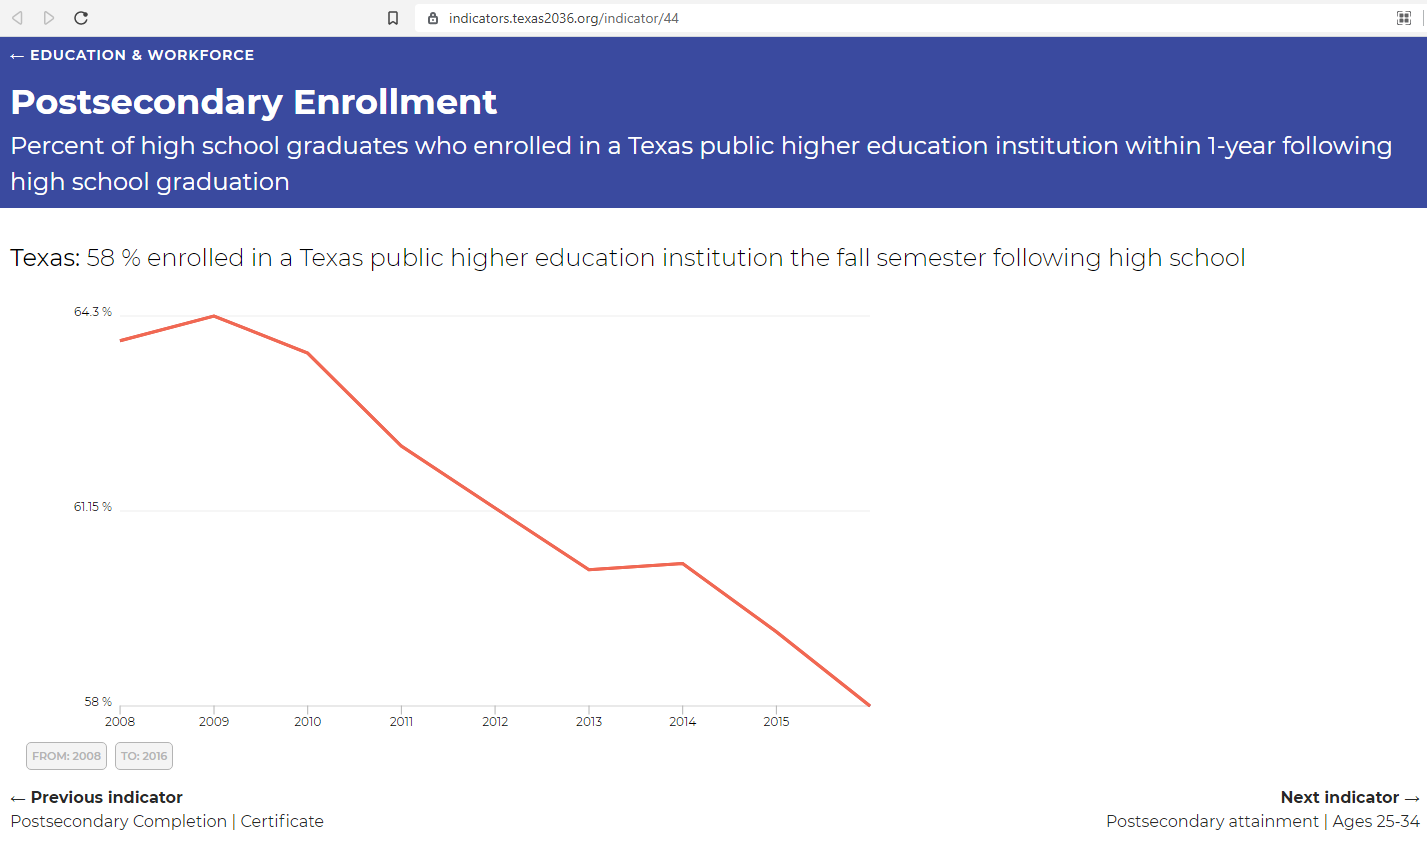 indicators.texas2036.org/indicator/44
← EDUCATION & WORKFORCE
Postsecondary Enrollment
Percent of high school graduates who enrolled in a Texas public higher education institution within 1-year following
high school graduation
Texas: 58 % enrolled in a Texas public higher education institution the fall semester following high school
64.3 %
61.15 %
58 %
2008 2009 2010 2011 2012 2013 2014 2015
FROM: 2008 TO: 2016
← Previous indicator Next indicator →
Postsecondary Completion | Certificate Postsecondary attainment | Ages 25-34